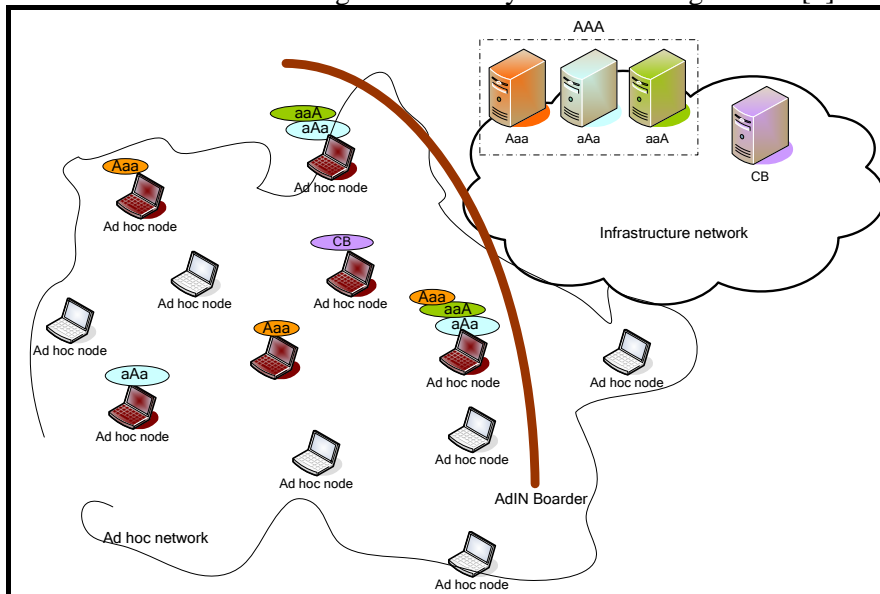 AAA
Aaa
aAa
aaA
CB
Infrastructure network
aaA
aAa
Ad hoc node
Aaa
Ad hoc node
CB
Ad hoc node
Ad hoc node
Aaa
aaA
aAa
Ad hoc node
Ad hoc node
Aaa
Ad hoc node
aAa
Ad hoc node
Ad hoc node
Ad hoc node
AdIN Boarder
Ad hoc network
Ad hoc node